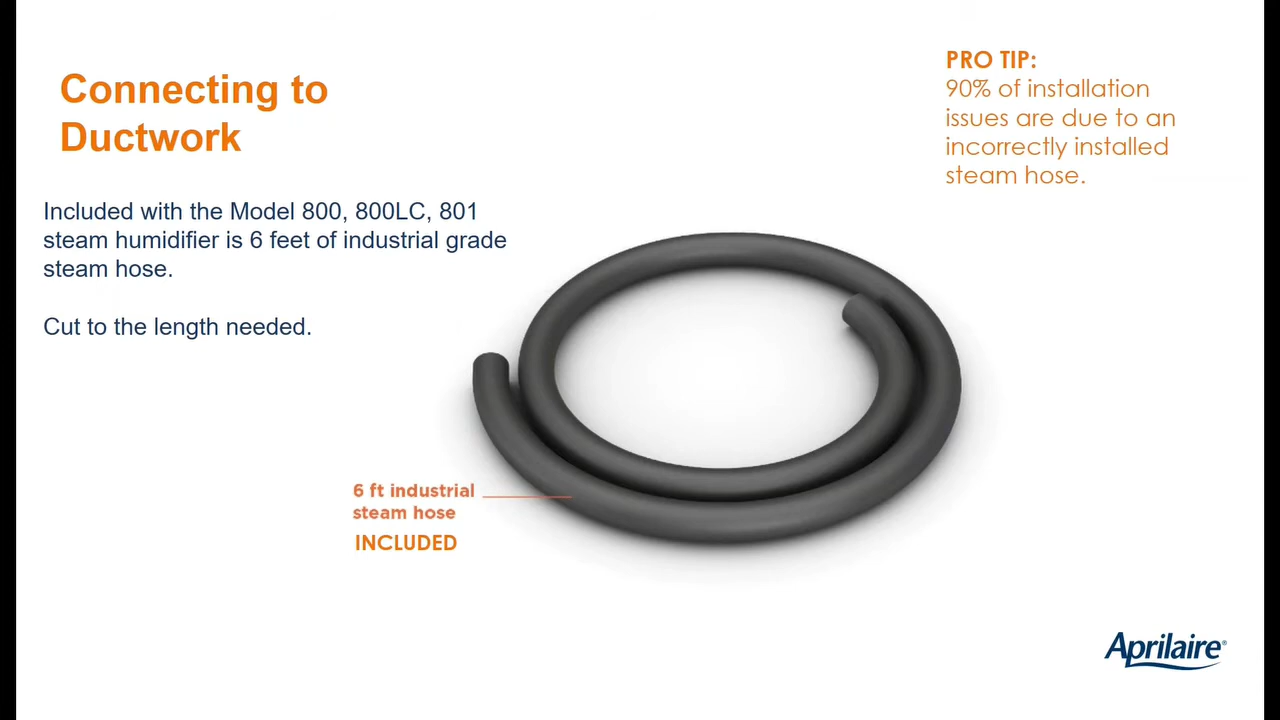 Connecting to
Ductwork
PRO TIP:
90% of installation
issues are due to an
incorrectly installed
steam hose.
Included with the Model 800, 800LC, 801
steam humidifier is 6 feet of industrial grade
steam hose.
Cut to the length needed.
6 ft industrial
steam hose
INCLUDED
Aprilaire®